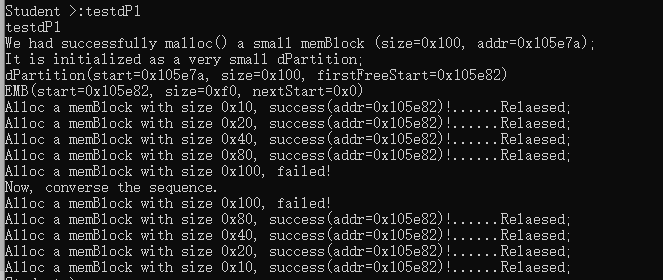 Student >:testdP1
testdP1
We had successfully malloc() a small memBlock (size=0x100, addr=0x105e7a);
It is initialized as a very small dPartition;
dPartition(start=0x105e7a, size=0x100, firstFreeStart=0x105e82)
EMB(start=0x105e82, size=0xf0, nextStart=0x0)
Alloc a memBlock with size 0x10, success(addr=0x105e82)!......Relaesed;
Alloc a memBlock with size 0x20, success(addr=0x105e82)!......Relaesed;
Alloc a memBlock with size 0x40, success(addr=0x105e82)!......Relaesed;
Alloc a memBlock with size 0x80, success(addr=0x105e82)!......Relaesed;
Alloc a memBlock with size 0x100, failed!
Now, converse the sequence.
Alloc a memBlock with size 0x100, failed!
Alloc a memBlock with size 0x80, success(addr=0x105e82)!......Relaesed;
Alloc a memBlock with size 0x40, success(addr=0x105e82)!......Relaesed;
Alloc a memBlock with size 0x20, success(addr=0x105e82)!......Relaesed;
Alloc a memBlock with size 0x10, success(addr=0x105e82)!......Relaesed;